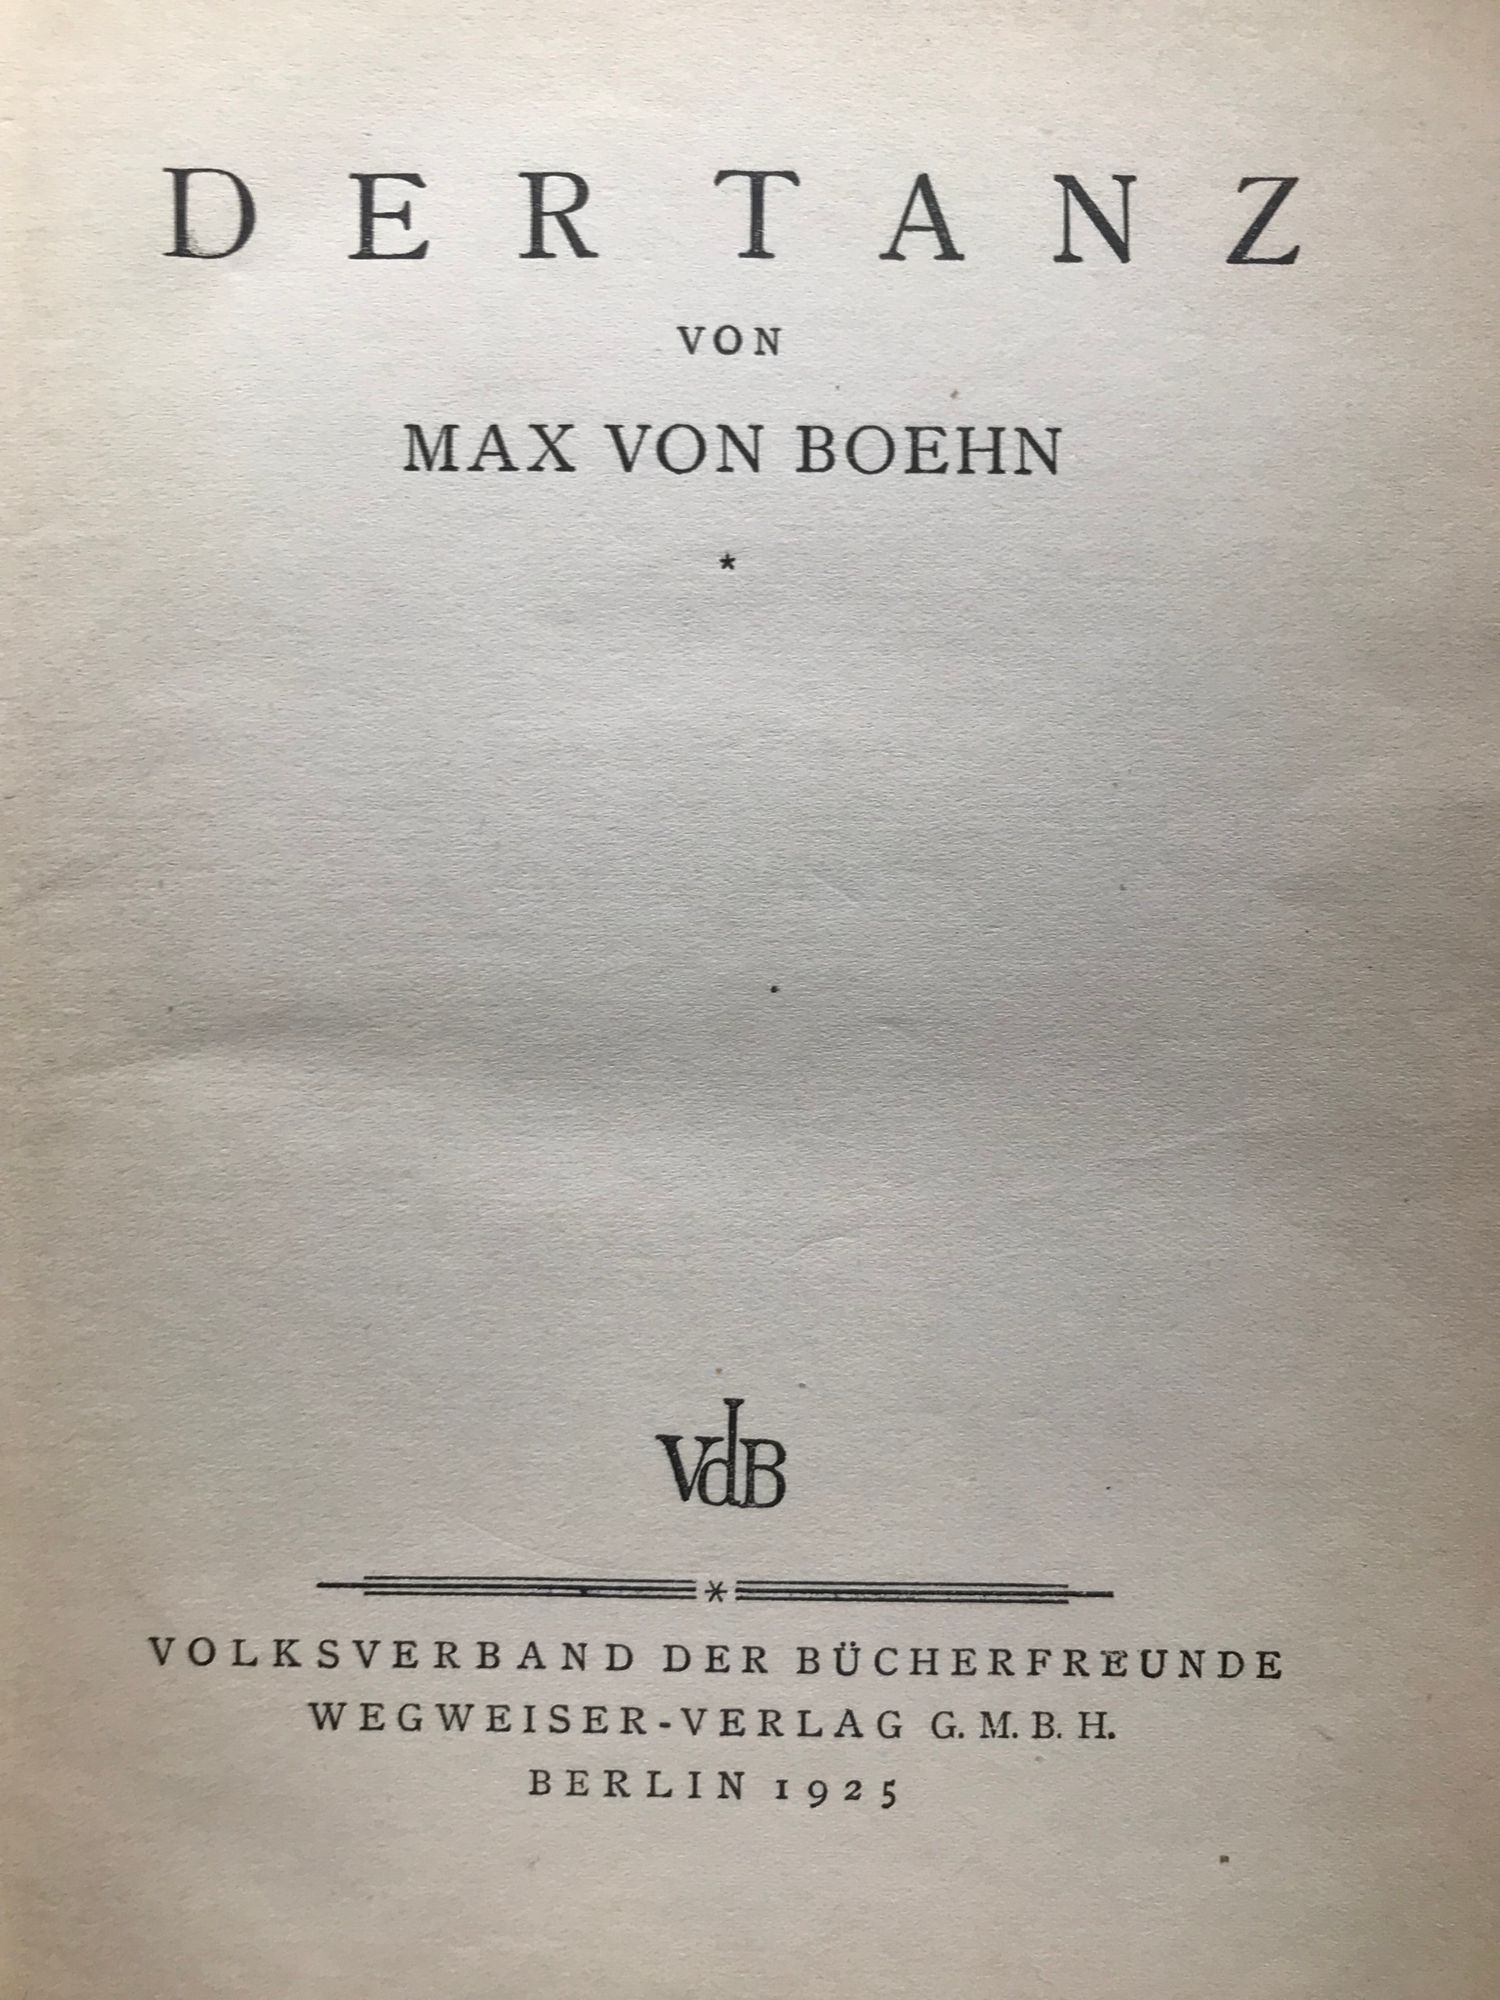 DER TANZ
VON
MAX VON BOEHN
*
VdB
*
VOLKSVERBAND DER BÜCHERFREUNDE
WEGWEISER-VERLAG G. M. B. H.
BERLIN 1925